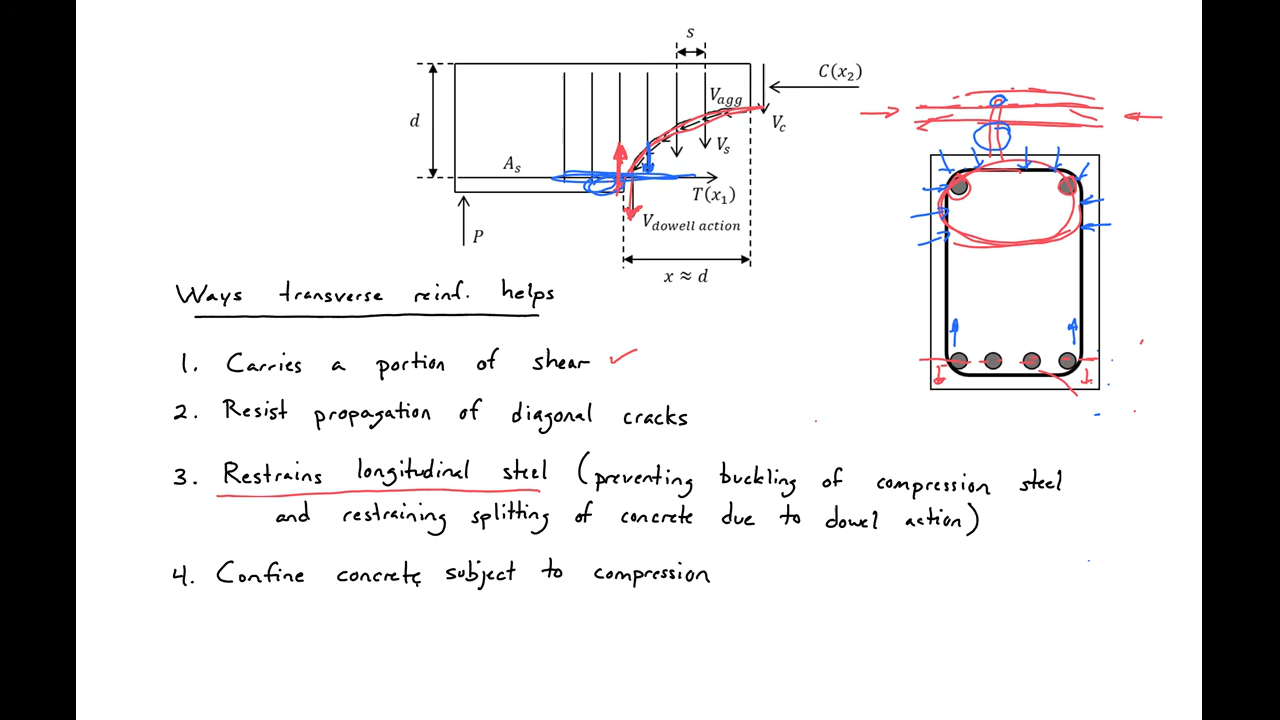 s
C(x₂)
V_agg
d
V_c
V_s
A_s
T(x₁)
V_dowell action
P
x ≈ d
Ways transverse reinf. helps
1. Carries a portion of shear ✓
2. Resist propagation of diagonal cracks
3. Restrains longitudinal steel (preventing buckling of compression steel
and restraining splitting of concrete due to dowel action)
4. Confine concrete subject to compression